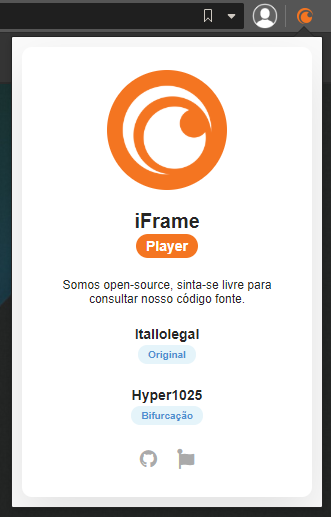 iFrame
Player
Somos open-source, sinta-se livre para
consultar nosso código fonte.
Itallolegal
Original
Hyper1025
Bifurcação